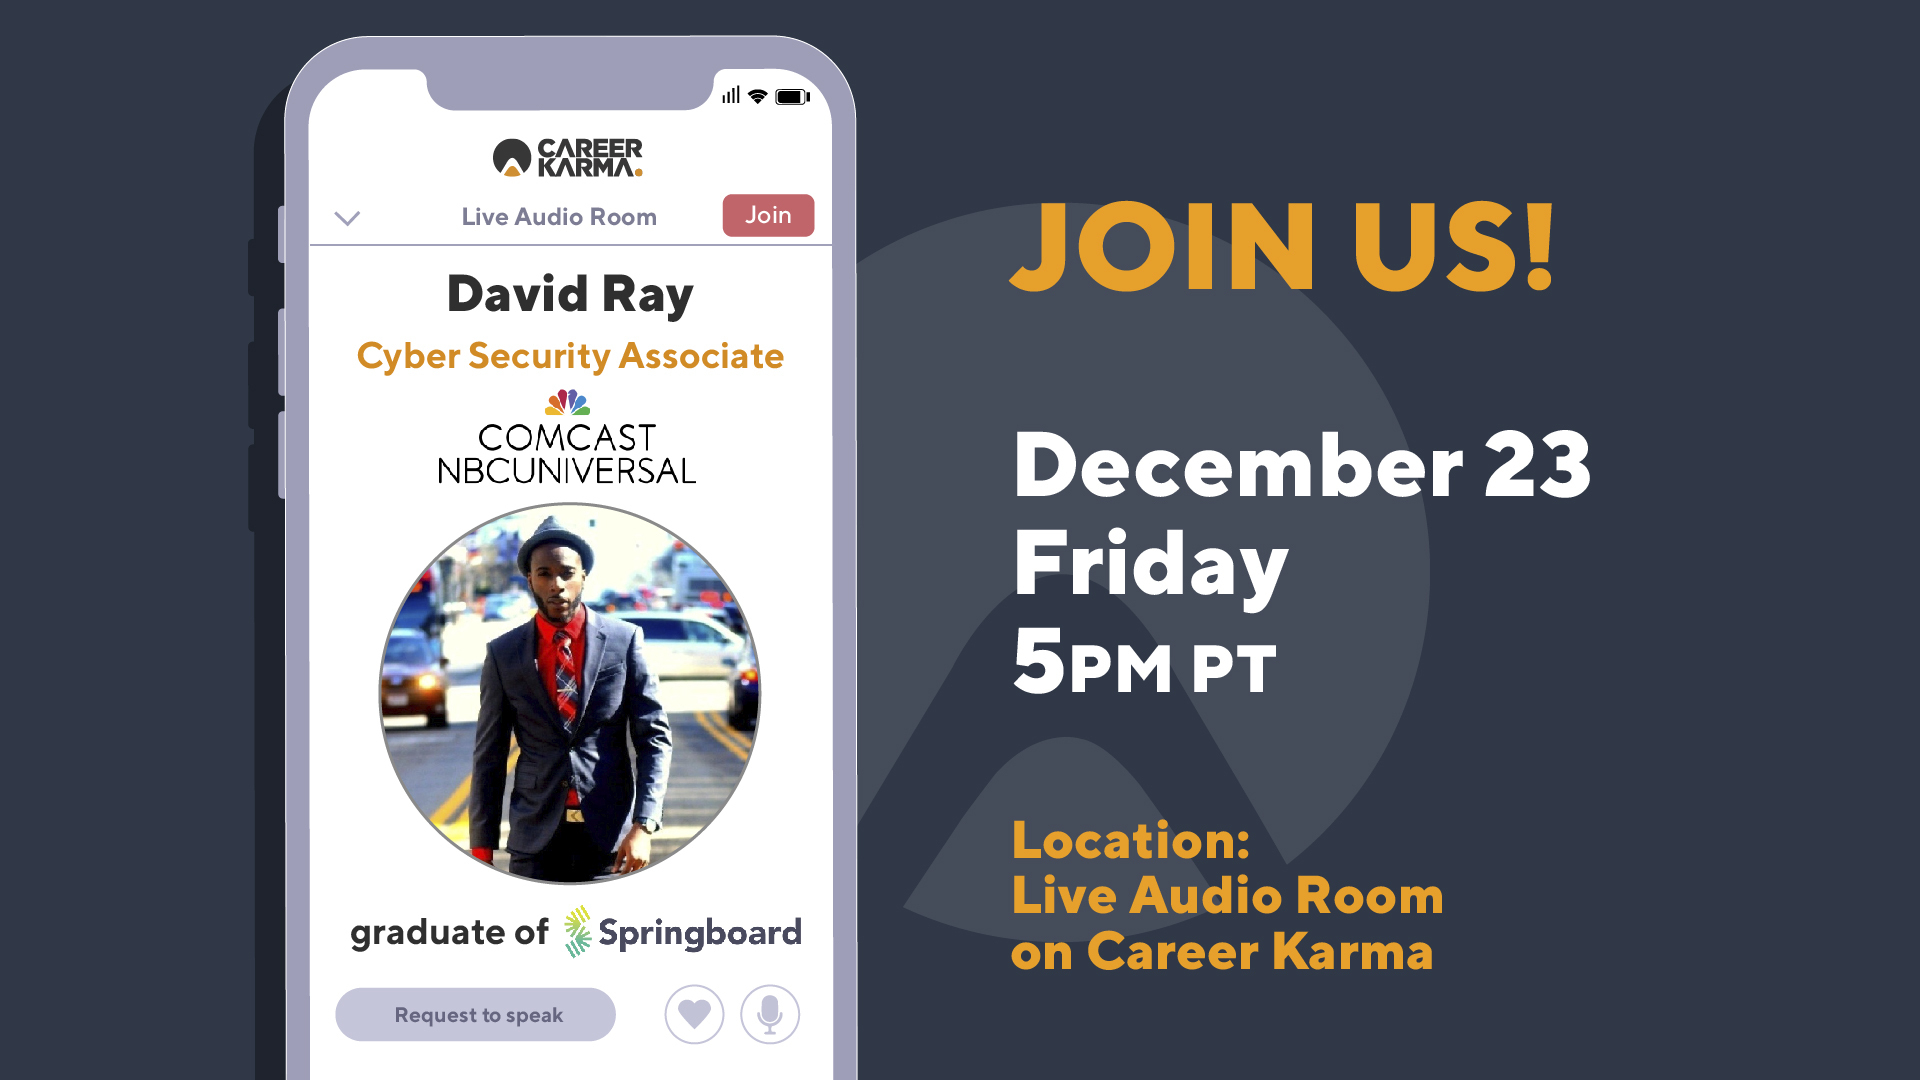 CAREER
KARMA.
Live Audio Room
Join
David Ray
Cyber Security Associate
COMCAST
NBCUNIVERSAL
graduate of Springboard
Request to speak
JOIN US!
December 23
Friday
5PM PT
Location:
Live Audio Room
on Career Karma